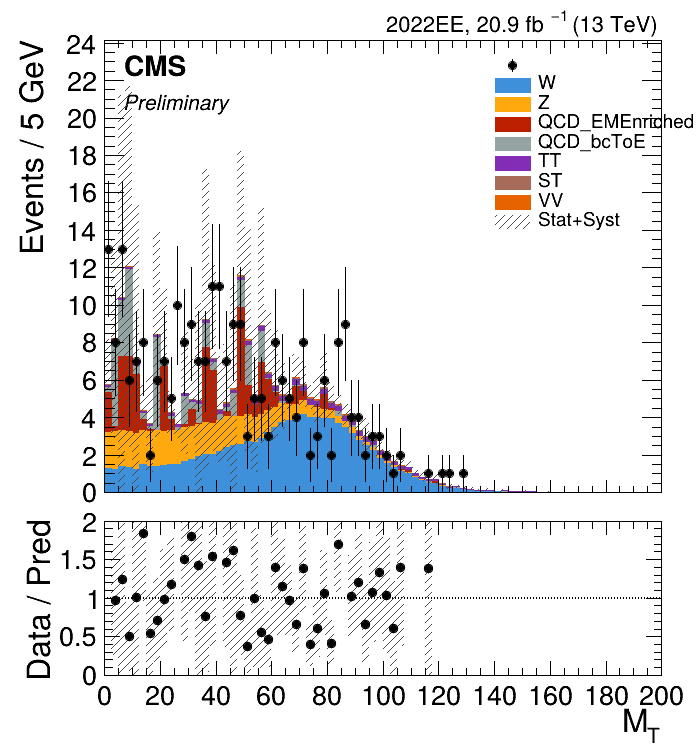 2022EE, 20.9 fb⁻¹ (13 TeV)
CMS
Preliminary
Events / 5 GeV
24
22
20
18
16
14
12
10
8
6
4
2
0
W
Z
QCD_EMEnriched
QCD_bcToE
TT
ST
VV
Stat+Syst
Data / Pred
2
1.5
1
0.5
0
0 20 40 60 80 100 120 140 160 180 200
M_T